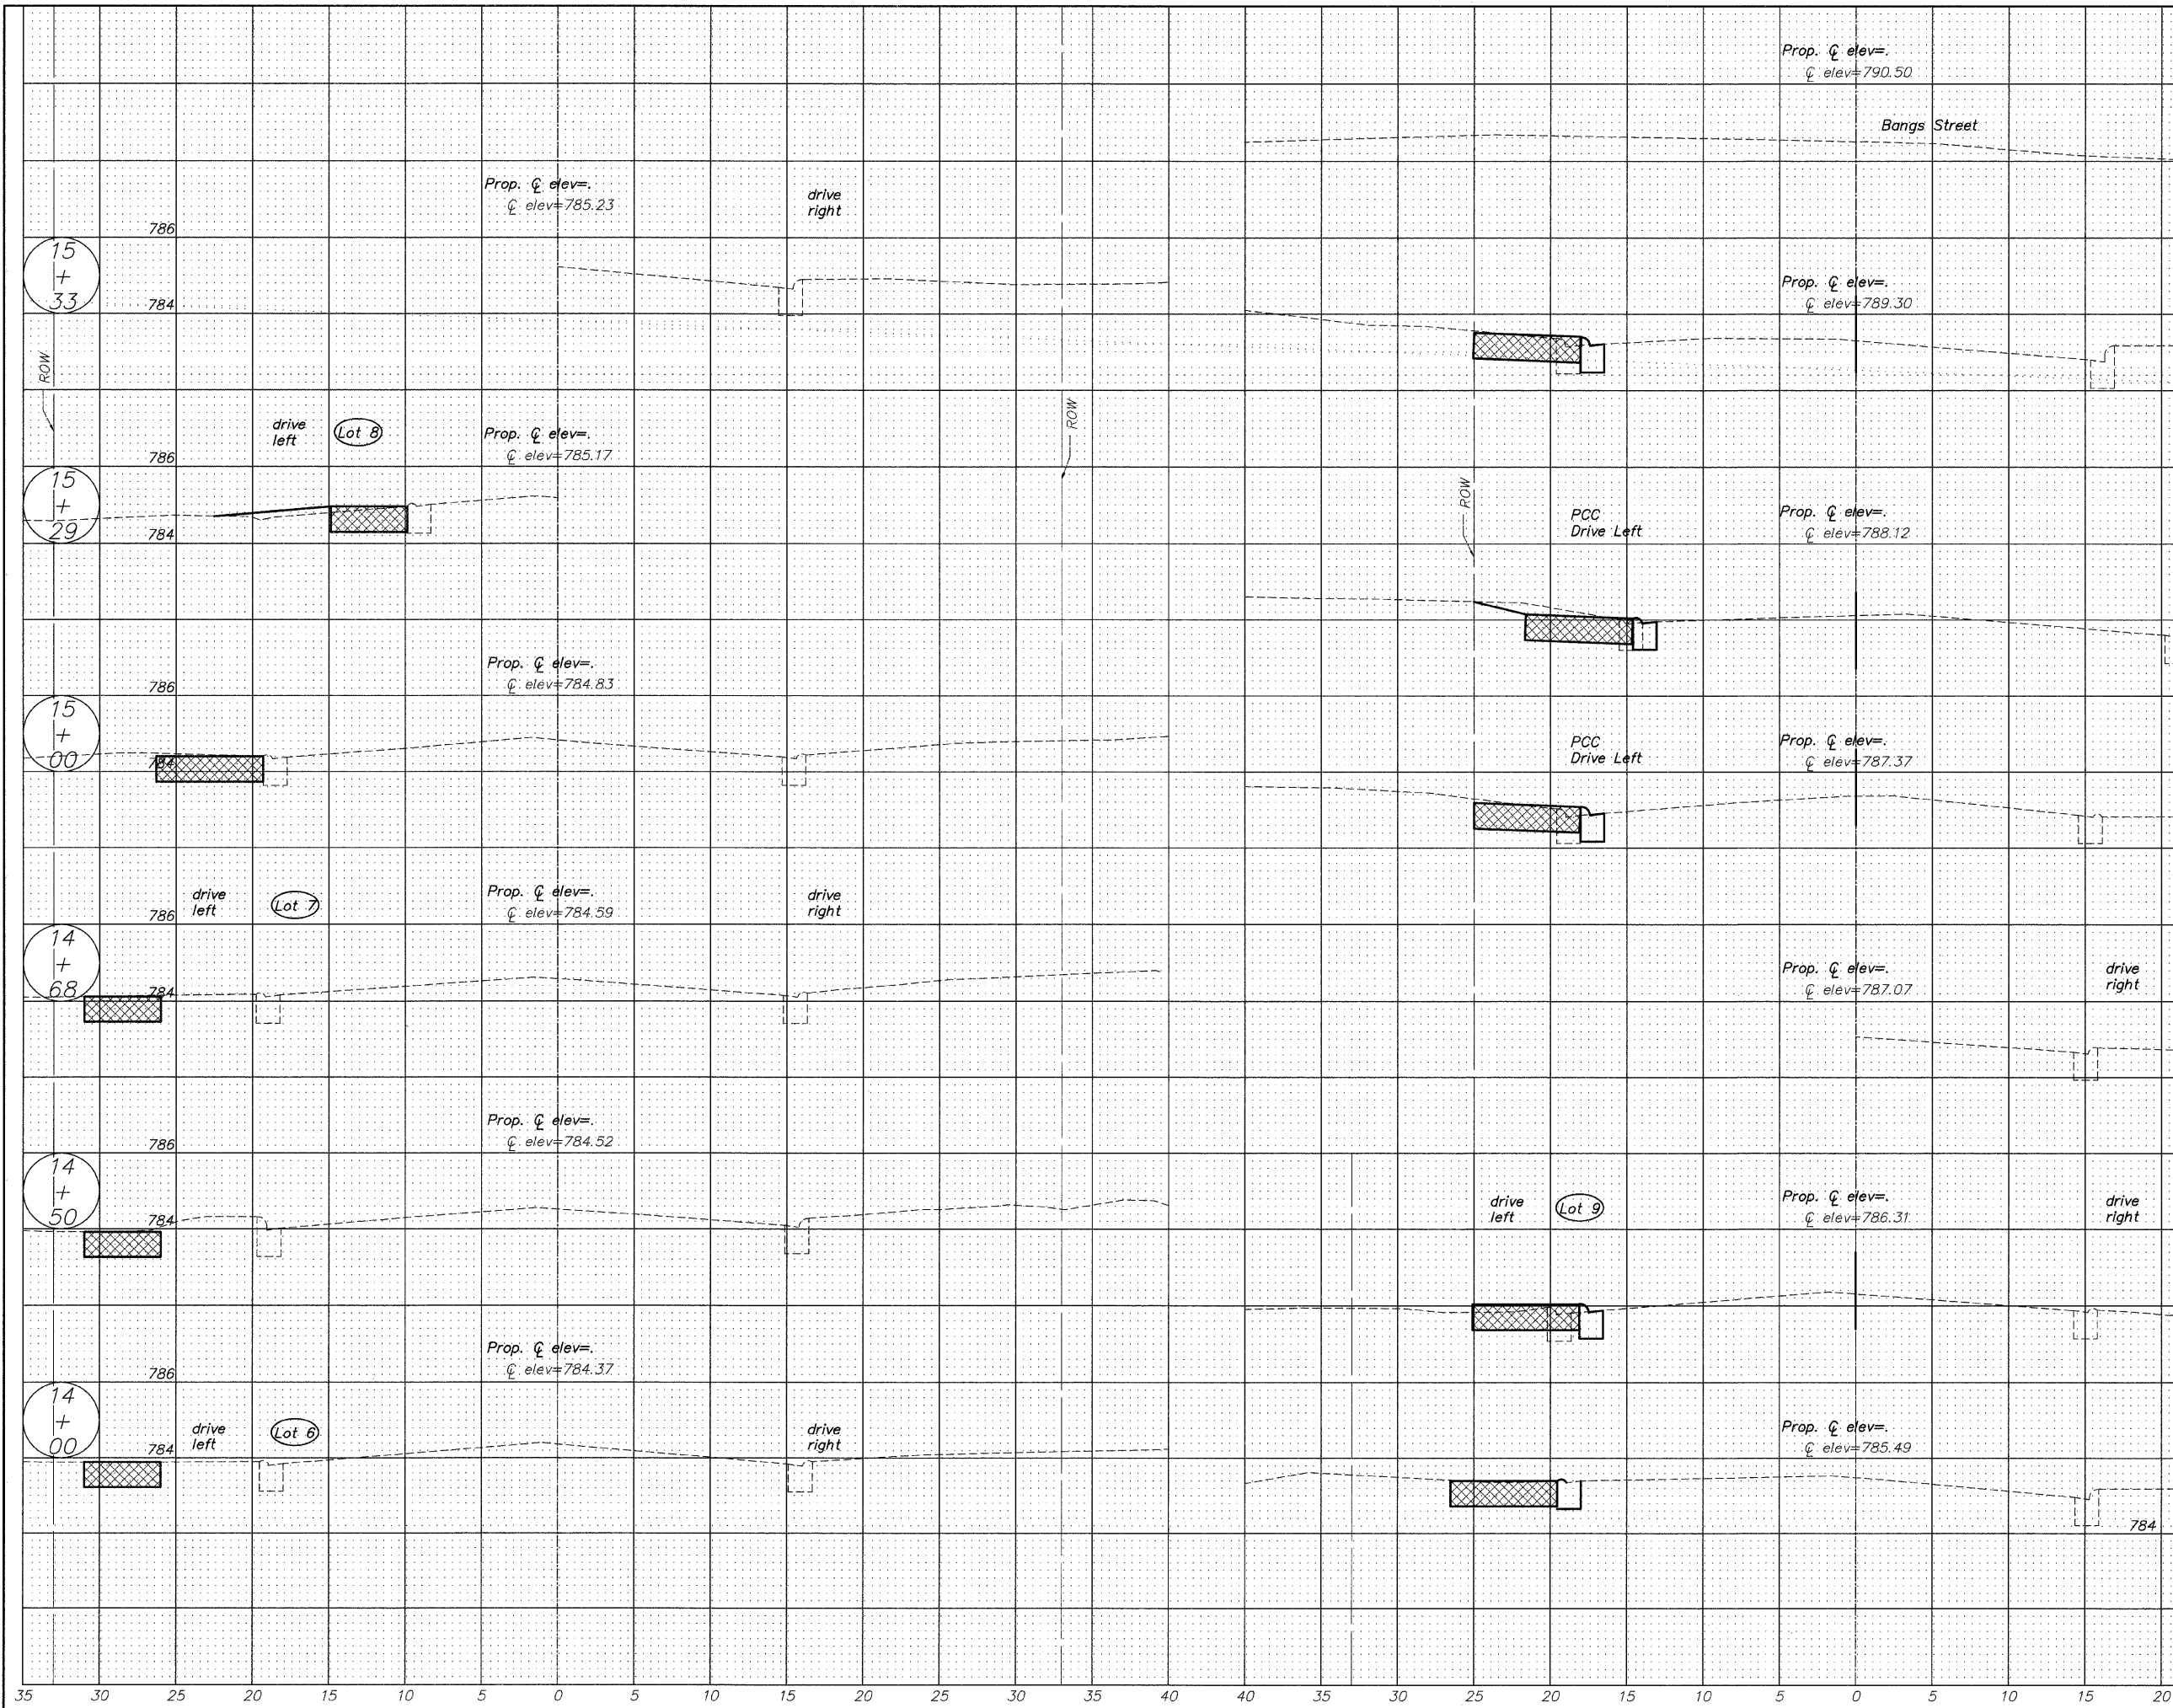 Prop. ℄ elev=.
℄ elev=785.23
drive
right
786
15
+
33
784
ROW
drive
left
Lot 8
Prop. ℄ elev=.
℄ elev=785.17
ROW
786
15
+
29
784
Prop. ℄ elev=.
℄ elev=784.83
786
15
+
00
784
drive
left
Lot 7
Prop. ℄ elev=.
℄ elev=784.59
drive
right
786
14
+
68
784
Prop. ℄ elev=.
℄ elev=784.52
786
14
+
50
784
Prop. ℄ elev=.
℄ elev=784.37
786
14
+
00
784
drive
left
Lot 6
drive
right
35 30 25 20 15 10 5 0 5 10 15 20 25 30 35 40
Prop. ℄ elev=.
℄ elev=790.50
Bangs Street
Prop. ℄ elev=.
℄ elev=789.30
ROW
PCC
Drive Left
Prop. ℄ elev=.
℄ elev=788.12
PCC
Drive Left
Prop. ℄ elev=.
℄ elev=787.37
Prop. ℄ elev=.
℄ elev=787.07
drive
right
drive
left
Lot 9
Prop. ℄ elev=.
℄ elev=786.31
drive
right
Prop. ℄ elev=.
℄ elev=785.49
784
40 35 30 25 20 15 10 5 0 5 10 15 20